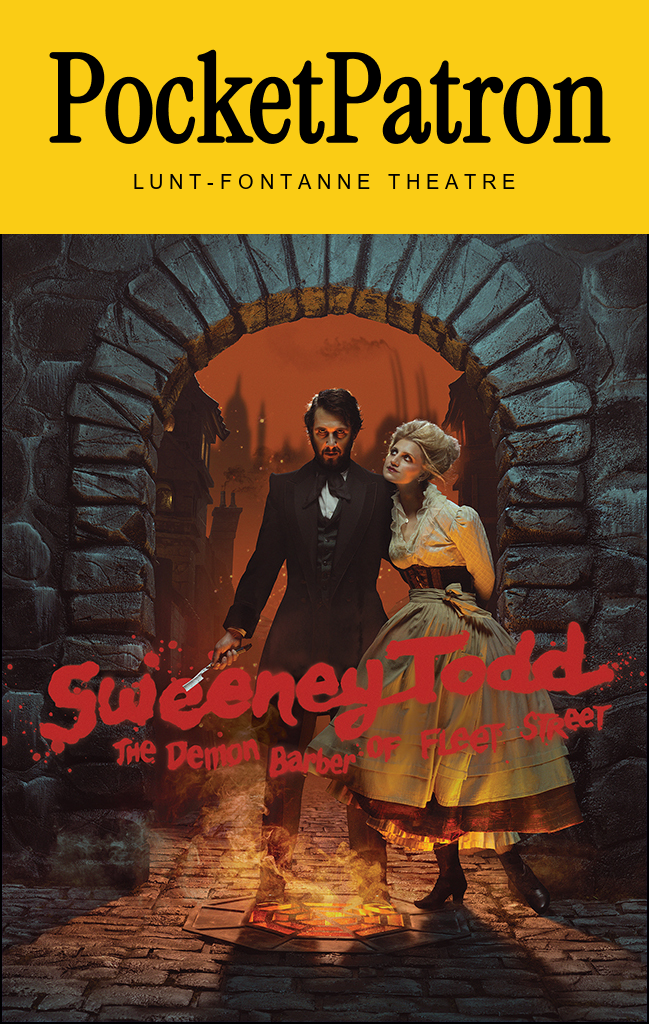 PocketPatron
LUNT-FONTANNE THEATRE
Sweeney Todd
THE Demon Barber OF FLEET STREET